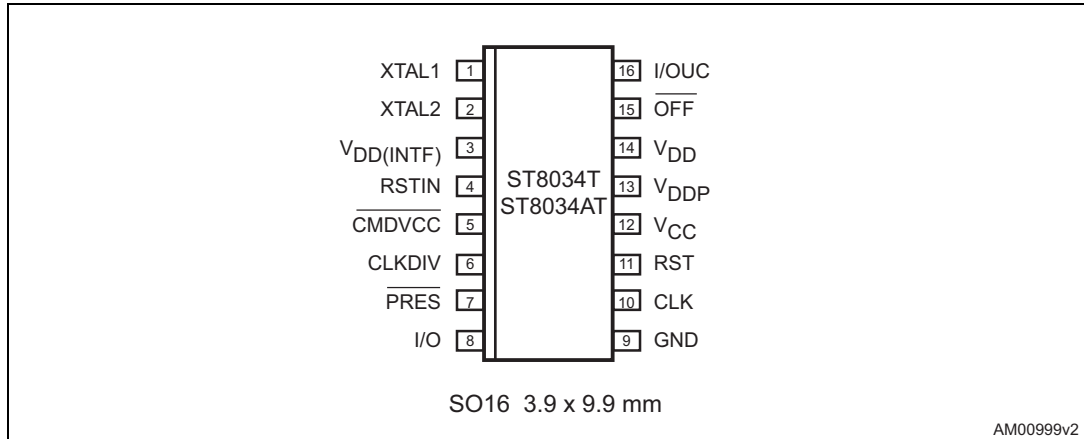 XTAL1 1 16 I/OUC
XTAL2 2 15 OFF
VDD(INTF) 3 14 VDD
RSTIN 4 13 VDDP
CMDVCC 5 12 VCC
CLKDIV 6 11 RST
PRES 7 10 CLK
I/O 8 9 GND
ST8034T
ST8034AT
SO16 3.9 x 9.9 mm
AM00999v2